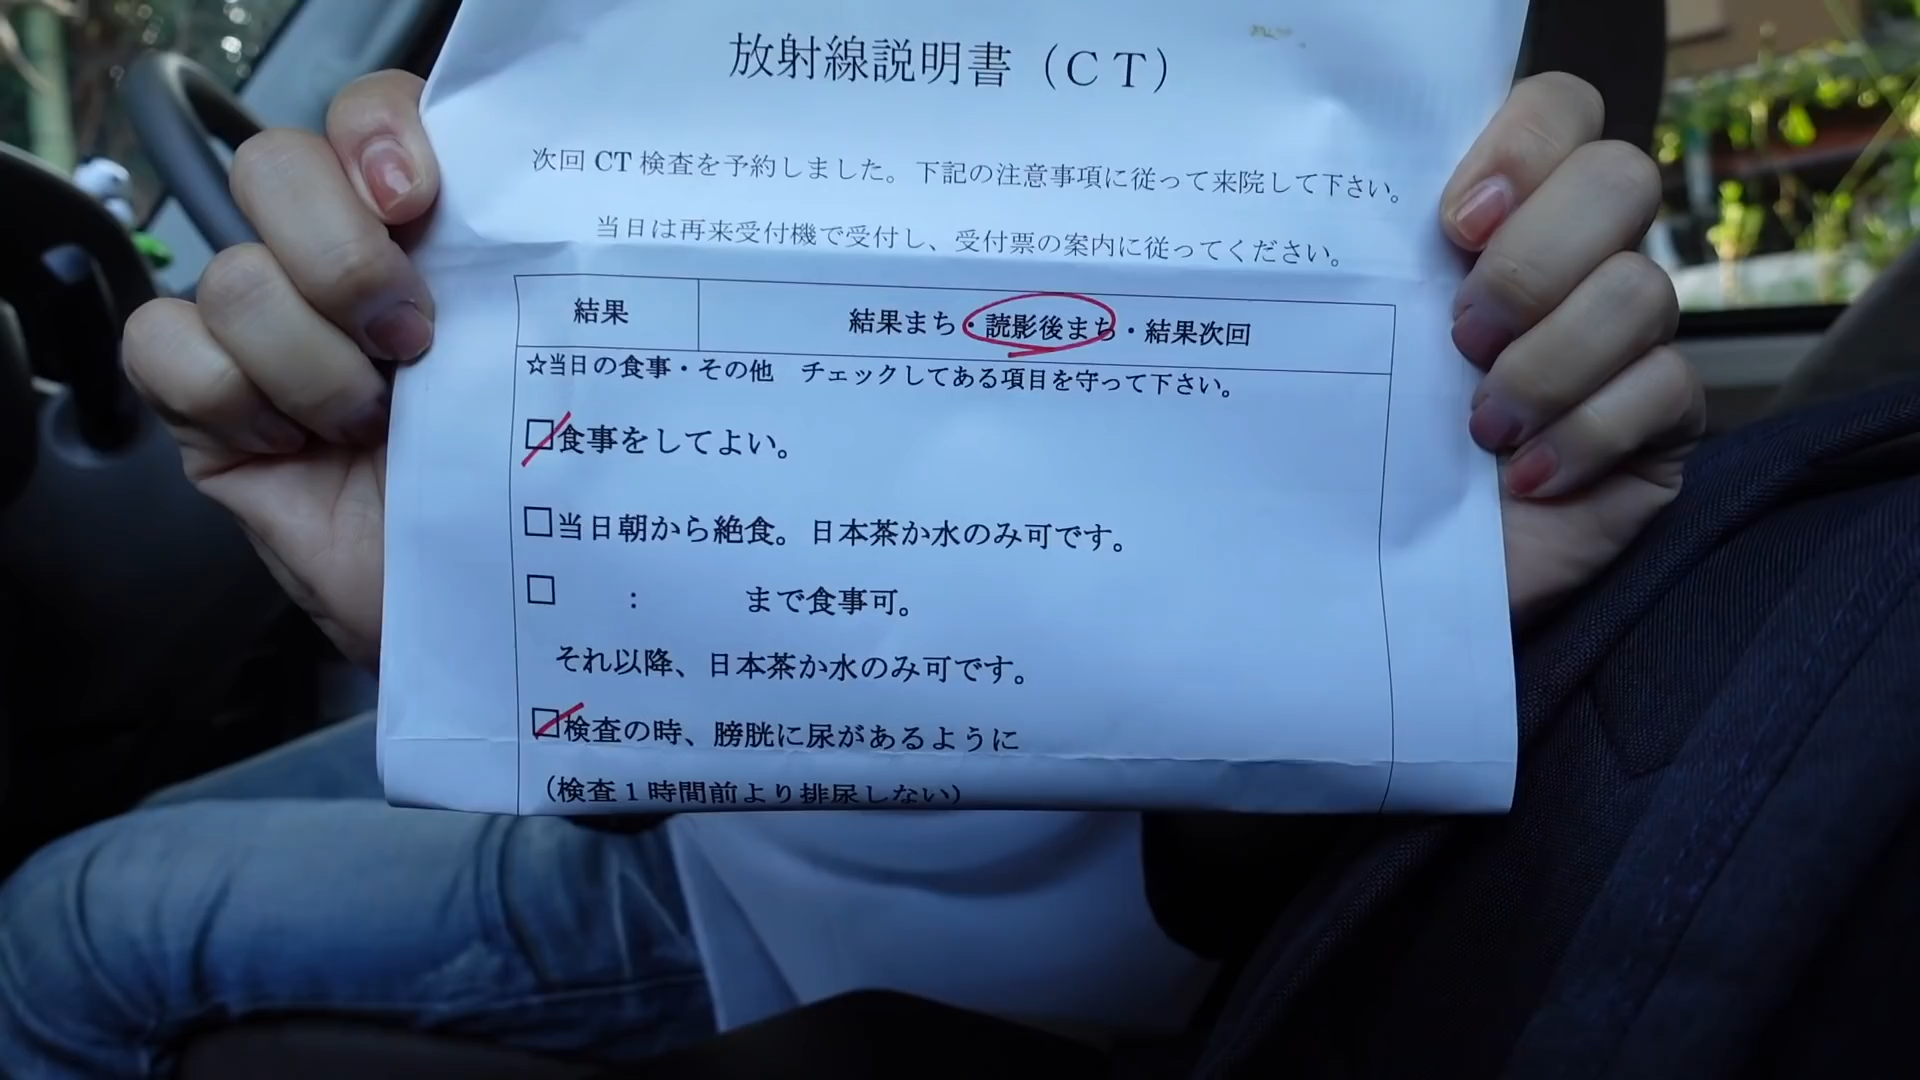 放射線説明書（ＣＴ）
次回 CT 検査を予約しました。下記の注意事項に従って来院して下さい。
当日は再来受付機で受付し、受付票の案内に従ってください。
結果 結果まち・読影後まち・結果次回
☆当日の食事・その他　チェックしてある項目を守って下さい。
☐食事をしてよい。
☐当日朝から絶食。日本茶か水のみ可です。
☐　　：　　　まで食事可。
それ以降、日本茶か水のみ可です。
☐検査の時、膀胱に尿があるように
（検査１時間前より排尿しない）